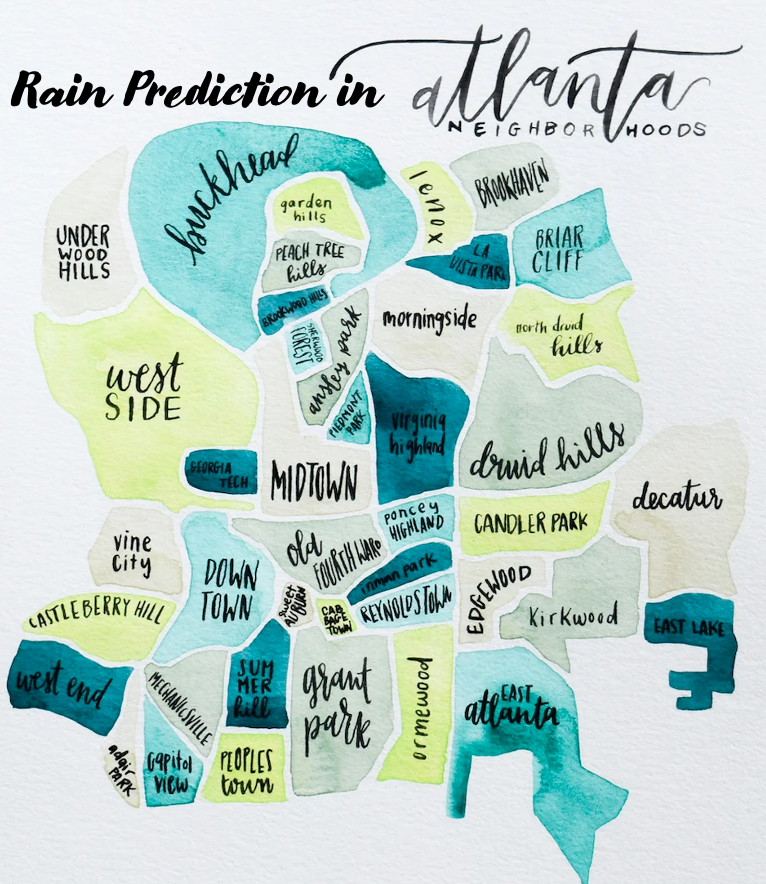 Rain Prediction in
atlanta
NEIGHBORHOODS
buckhead
garden
hills
lenox
BROOKHAVEN
UNDER
WOOD
HILLS
PEACH TREE
hills
LA
VISTA PARK
BRIAR
CLIFF
BROOKWOOD HILLS
SHERWOOD
FOREST
ansley park
morningside
north druid
hills
west
SIDE
PIEDMONT
PARK
virginia
highland
druid hills
GEORGIA
TECH
MIDTOWN
decatur
vine
City
DOWN
TOWN
old
FOURTH WARD
PONCEY
HIGHLAND
CANDLER PARK
inman park
CASTLEBERRY HILL
sweet
AUBURN
CAB
BAGE
TOWN
REYNOLDSTOWN
EDGEWOOD
Kirkwood
EAST LAKE
west end
MECHANICSVILLE
SUM
MER
hill
grant
park
ormewood
EAST
atlanta
adair
PARK
capitol
view
PEOPLES
town